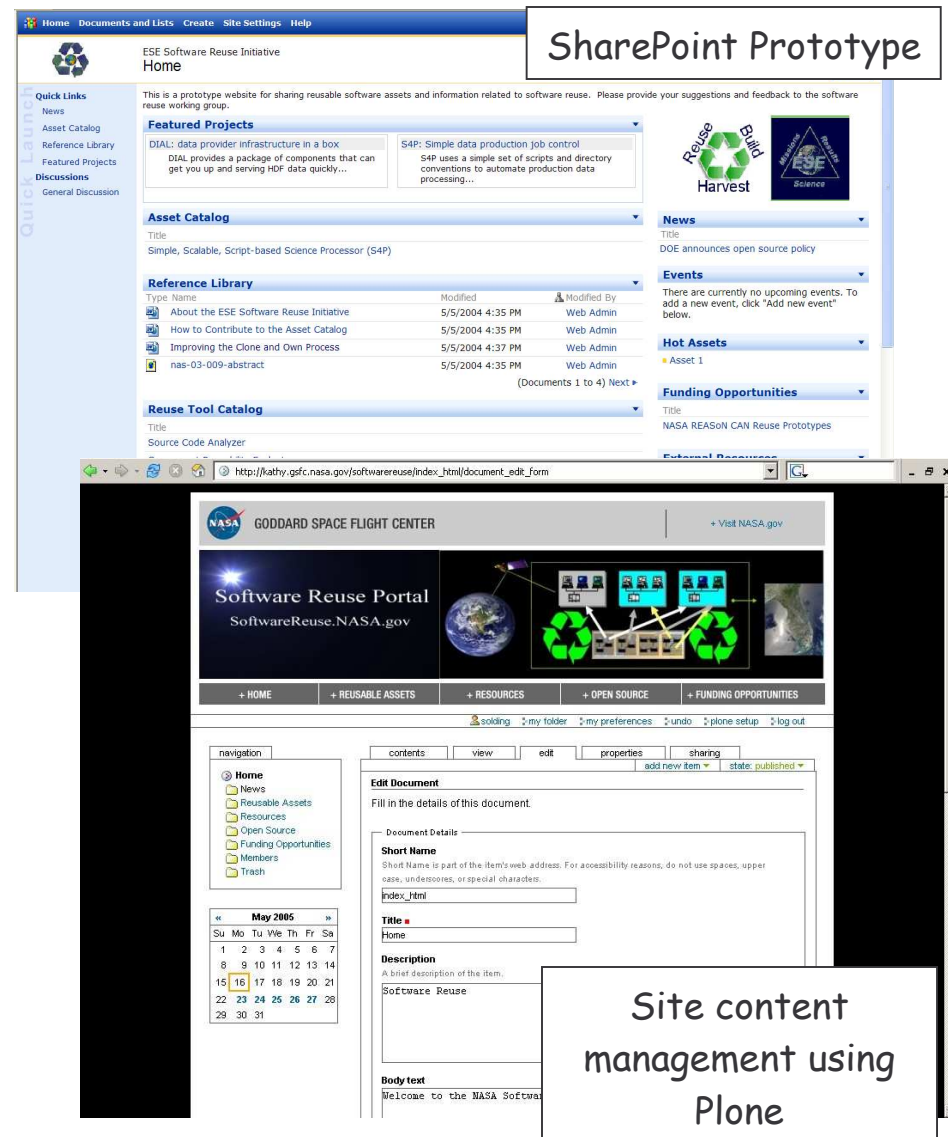 Home Documents and Lists Create Site Settings Help
SharePoint Prototype
ESE Software Reuse Initiative
Home
Quick Launch
Quick Links
News
Asset Catalog
Reference Library
Featured Projects
Discussions
General Discussion
This is a prototype website for sharing reusable software assets and information related to software reuse. Please provide your suggestions and feedback to the software
reuse working group.
Featured Projects
DIAL: data provider infrastructure in a box
DIAL provides a package of components that can
get you up and serving HDF data quickly...
S4P: Simple data production job control
S4P uses a simple set of scripts and directory
conventions to automate production data
processing...
Reuse
Build
Harvest
Missions
Results
ESE
Science
Asset Catalog
Title
Simple, Scalable, Script-based Science Processor (S4P)
Reference Library
Type Name Modified Modified By
About the ESE Software Reuse Initiative 5/5/2004 4:35 PM Web Admin
How to Contribute to the Asset Catalog 5/5/2004 4:35 PM Web Admin
Improving the Clone and Own Process 5/5/2004 4:37 PM Web Admin
nas-03-009-abstract 5/5/2004 4:35 PM Web Admin
(Documents 1 to 4) Next
Reuse Tool Catalog
Title
Source Code Analyzer
News
Title
DOE announces open source policy
Events
There are currently no upcoming events. To
add a new event, click "Add new event"
below.
Hot Assets
Asset 1
Funding Opportunities
Title
NASA REASoN CAN Reuse Prototypes
External Resources
http://kathy.gsfc.nasa.gov/softwarereuse/index_html/document_edit_form
G
NASA
GODDARD SPACE FLIGHT CENTER
+ Visit NASA.gov
Software Reuse Portal
SoftwareReuse.NASA.gov
+ HOME + REUSABLE ASSETS + RESOURCES + OPEN SOURCE + FUNDING OPPORTUNITIES
solding my folder my preferences undo plone setup log out
navigation
Home
News
Reusable Assets
Resources
Open Source
Funding Opportunities
Members
Trash
« May 2005 »
Su Mo Tu We Th Fr Sa
1 2 3 4 5 6 7
8 9 10 11 12 13 14
15 16 17 18 19 20 21
22 23 24 25 26 27 28
29 30 31
contents view edit properties sharing
add new item state: published
Edit Document
Fill in the details of this document.
Document Details
Short Name
Short Name is part of the item's web address. For accessibility reasons, do not use spaces, upper
case, underscores, or special characters.
index_html
Title
Home
Description
A brief description of the item.
Software Reuse
Body text
Welcome to the NASA
Site content
management using
Plone